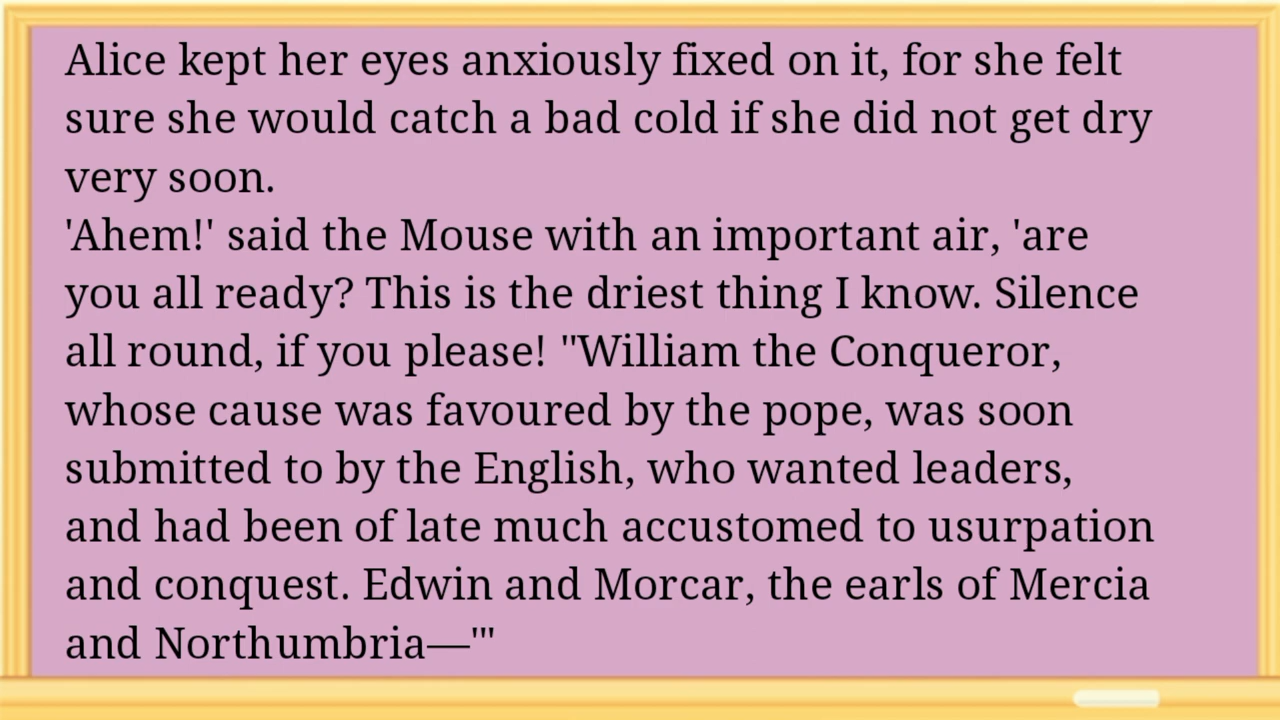 Alice kept her eyes anxiously fixed on it, for she felt
sure she would catch a bad cold if she did not get dry
very soon.
'Ahem!' said the Mouse with an important air, 'are
you all ready? This is the driest thing I know. Silence
all round, if you please! "William the Conqueror,
whose cause was favoured by the pope, was soon
submitted to by the English, who wanted leaders,
and had been of late much accustomed to usurpation
and conquest. Edwin and Morcar, the earls of Mercia
and Northumbria—"'